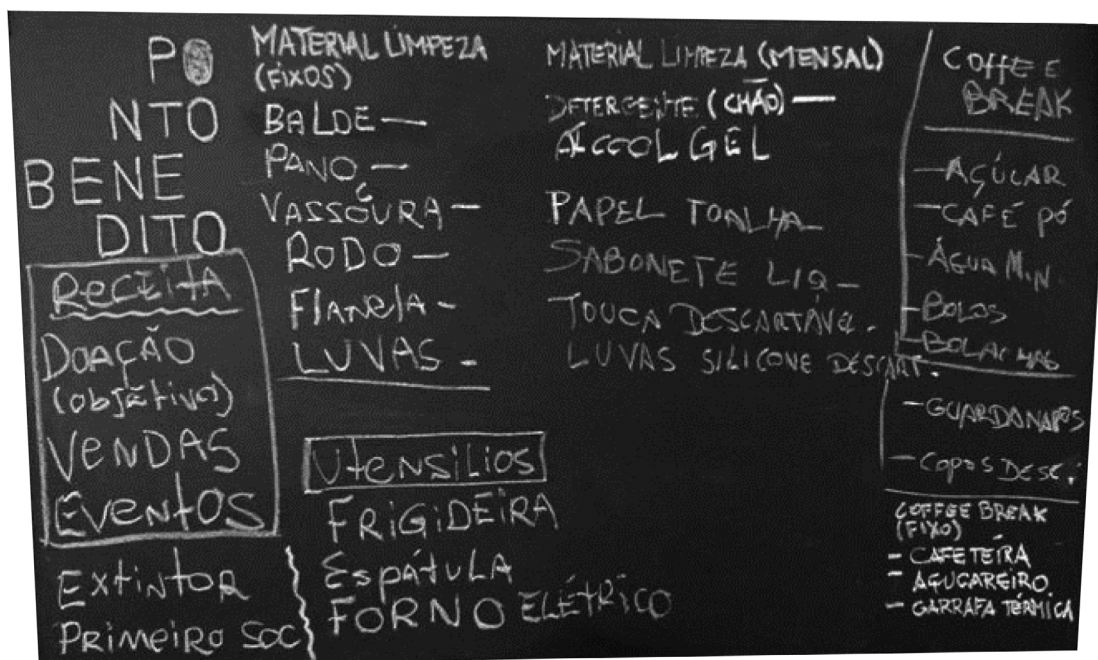 PO
NTO
BENE
DITO
Receita
DOAÇÃO
(objetivo)
VENDAS
EVENTOS
EXTINTOR
PRIMEIRO SOC
MATERIAL LIMPEZA
(FIXOS)
BALDE —
PANO —
VASSOURA —
RODO —
Flanela -
LUVAS -
UTENSILIOS
FRIGIDEIRA
ESPÁTULA
FORNO ELÉTRICO
MATERIAL LIMPEZA (MENSAL)
DETERGENTE (CHÃO) —
ÁLCOOL GEL
PAPEL TOALHA
SABONETE LIQ -
TOUCA DESCARTÁVEL.
LUVAS SILICONE DESCART.
COFFE E
BREAK
- AÇÚCAR
- CAFÉ PÓ
- ÁGUA MIN.
- BOLOS
- BOLACHAS
- GUARDANAPOS
- COPOS DESC.
COFFEE BREAK
(FIXO)
- CAFETEIRA
- AÇUCAREIRO.
- GARRAFA TÉRMICA